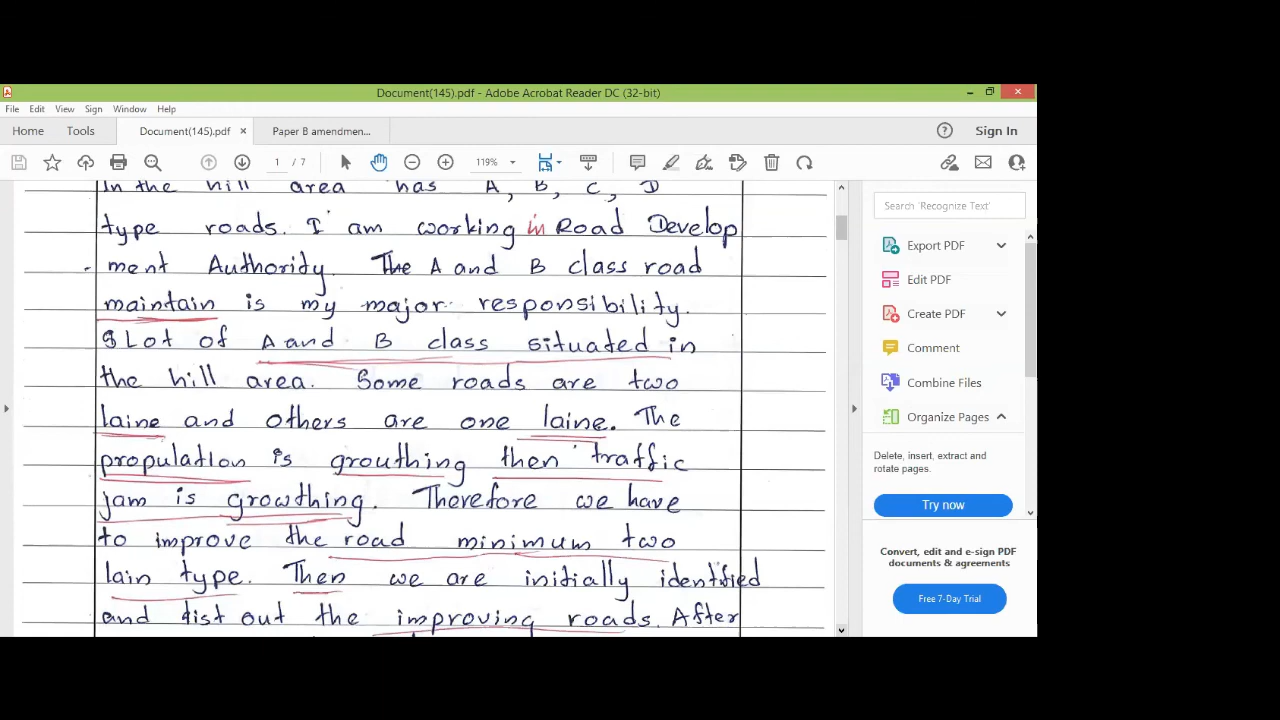 Document(145).pdf - Adobe Acrobat Reader DC (32-bit)
File Edit View Sign Window Help
Home Tools Document(145).pdf × Paper B amendmen... Sign In
1 / 7 119%
In the hill area has A, B, C, D
type roads. I am working in Road Develop
ment Authority. The A and B class road
maintain is my major responsibility.
Lot of A and B class situated in
the hill area. Some roads are two
laine and others are one laine. The
propulation is grouthing then traffic
jam is growthing. Therefore we have
to improve the road minimum two
lain type. Then we are initially identified
and list out the improving roads. After
Search 'Recognize Text'
Export PDF
Edit PDF
Create PDF
Comment
Combine Files
Organize Pages
Delete, insert, extract and
rotate pages.
Try now
Convert, edit and e-sign PDF
documents & agreements
Free 7-Day Trial